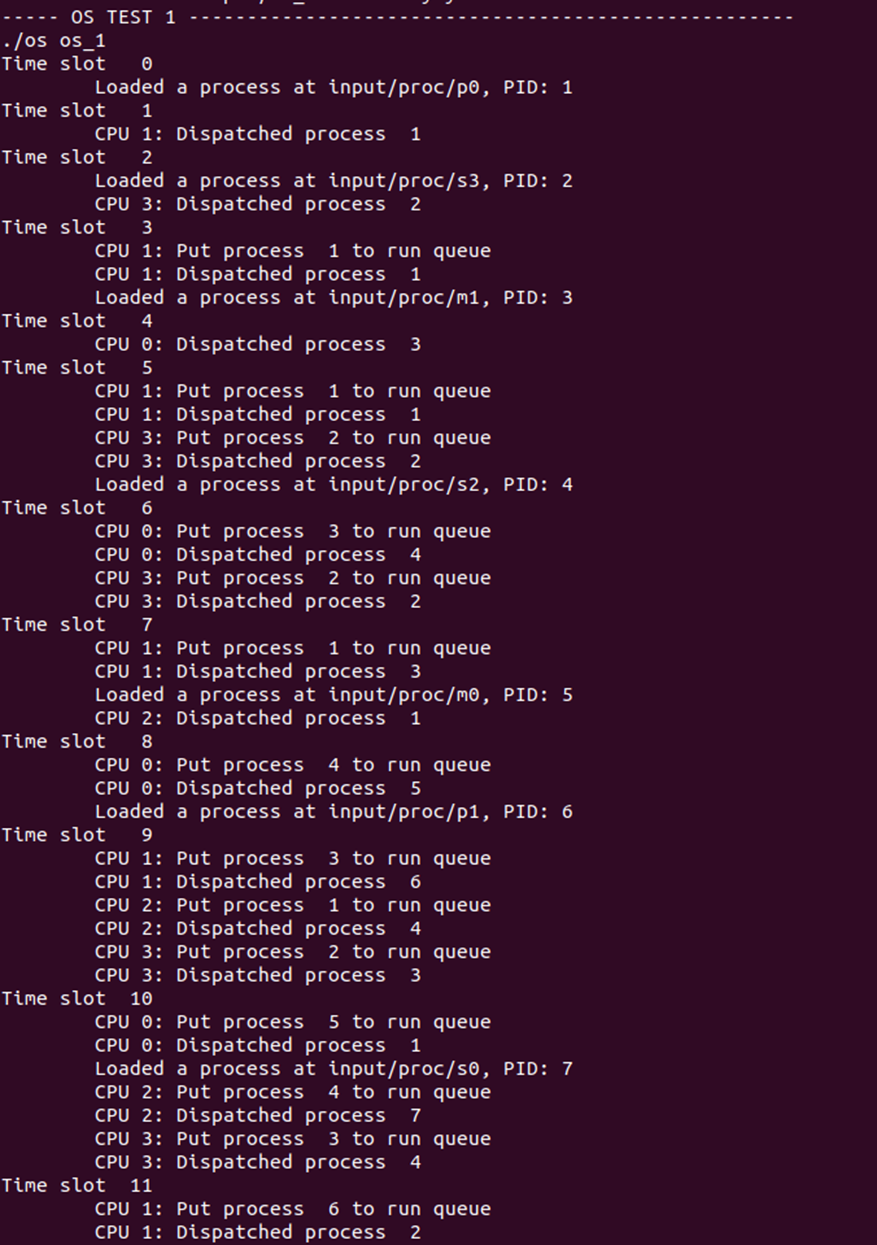 ----- OS TEST 1 ----------------------------------------------------
./os os_1
Time slot   0
        Loaded a process at input/proc/p0, PID: 1
Time slot   1
        CPU 1: Dispatched process  1
Time slot   2
        Loaded a process at input/proc/s3, PID: 2
        CPU 3: Dispatched process  2
Time slot   3
        CPU 1: Put process  1 to run queue
        CPU 1: Dispatched process  1
        Loaded a process at input/proc/m1, PID: 3
Time slot   4
        CPU 0: Dispatched process  3
Time slot   5
        CPU 1: Put process  1 to run queue
        CPU 1: Dispatched process  1
        CPU 3: Put process  2 to run queue
        CPU 3: Dispatched process  2
        Loaded a process at input/proc/s2, PID: 4
Time slot   6
        CPU 0: Put process  3 to run queue
        CPU 0: Dispatched process  4
        CPU 3: Put process  2 to run queue
        CPU 3: Dispatched process  2
Time slot   7
        CPU 1: Put process  1 to run queue
        CPU 1: Dispatched process  3
        Loaded a process at input/proc/m0, PID: 5
        CPU 2: Dispatched process  1
Time slot   8
        CPU 0: Put process  4 to run queue
        CPU 0: Dispatched process  5
        Loaded a process at input/proc/p1, PID: 6
Time slot   9
        CPU 1: Put process  3 to run queue
        CPU 1: Dispatched process  6
        CPU 2: Put process  1 to run queue
        CPU 2: Dispatched process  4
        CPU 3: Put process  2 to run queue
        CPU 3: Dispatched process  3
Time slot  10
        CPU 0: Put process  5 to run queue
        CPU 0: Dispatched process  1
        Loaded a process at input/proc/s0, PID: 7
        CPU 2: Put process  4 to run queue
        CPU 2: Dispatched process  7
        CPU 3: Put process  3 to run queue
        CPU 3: Dispatched process  4
Time slot  11
        CPU 1: Put process  6 to run queue
        CPU 1: Dispatched process  2